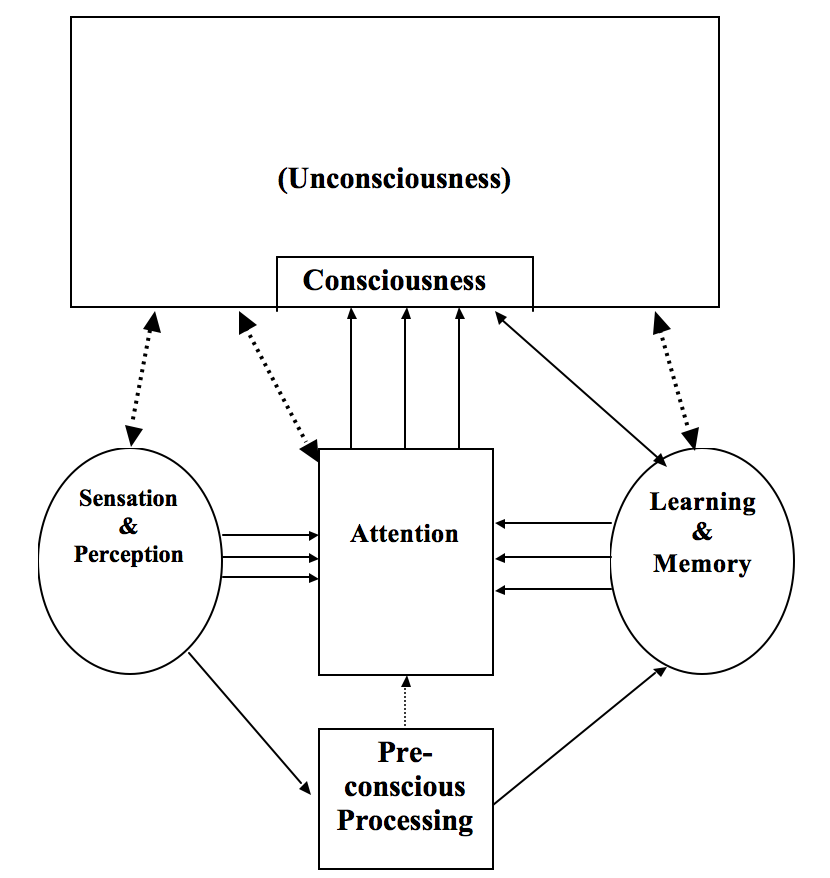 (Unconsciousness)
Consciousness
Sensation
&
Perception
Attention
Learning
&
Memory
Pre-
conscious
Processing